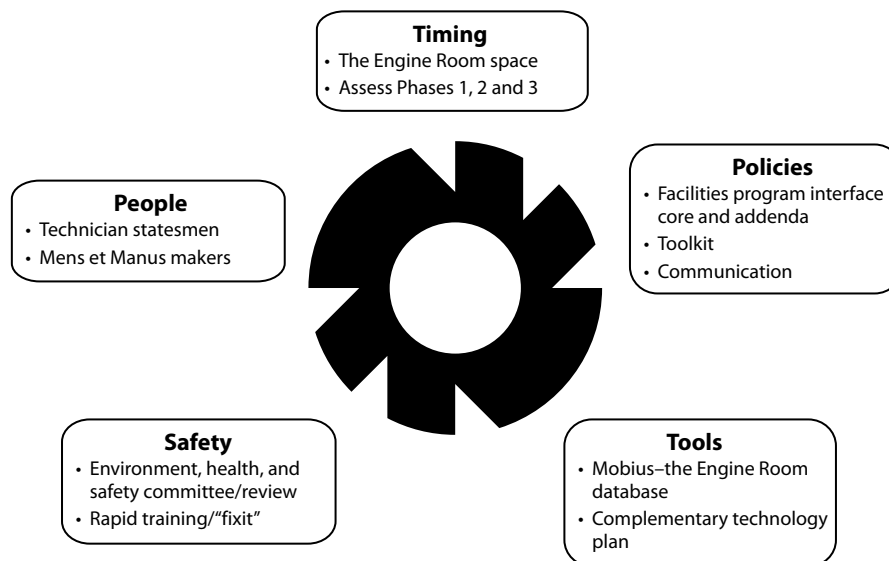 Timing
• The Engine Room space
• Assess Phases 1, 2 and 3
Policies
• Facilities program interface
core and addenda
• Toolkit
• Communication
People
• Technician statesmen
• Mens et Manus makers
Safety
• Environment, health, and
safety committee/review
• Rapid training/“fixit”
Tools
• Mobius–the Engine Room
database
• Complementary technology
plan